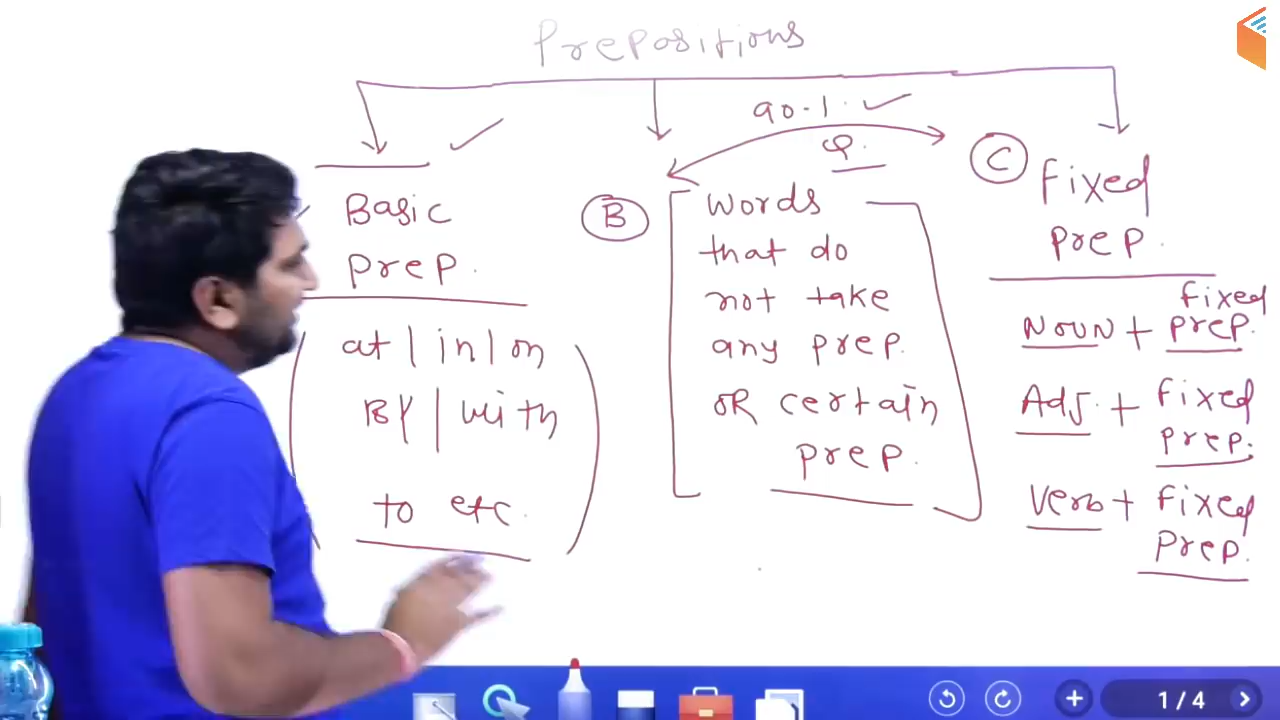 Prepositions
Basic
prep.
at | in | on
By | with
to etc.
90.1. ✓
Q.
B
words
that do
not take
any prep.
OR certain
prep.
C
Fixed
prep.
Noun + fixed prep.
Adj. + fixed
prep.
Verb + fixed
prep.
1 / 4